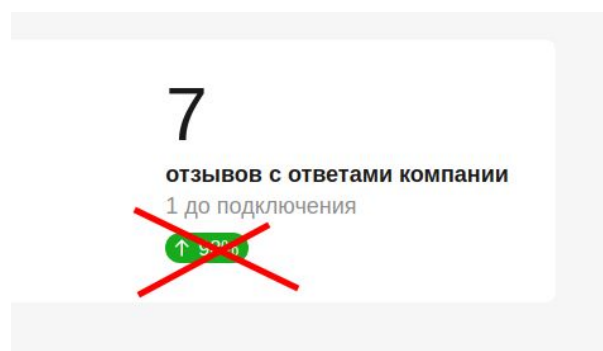 7
отзывов с ответами компании
1 до подключения